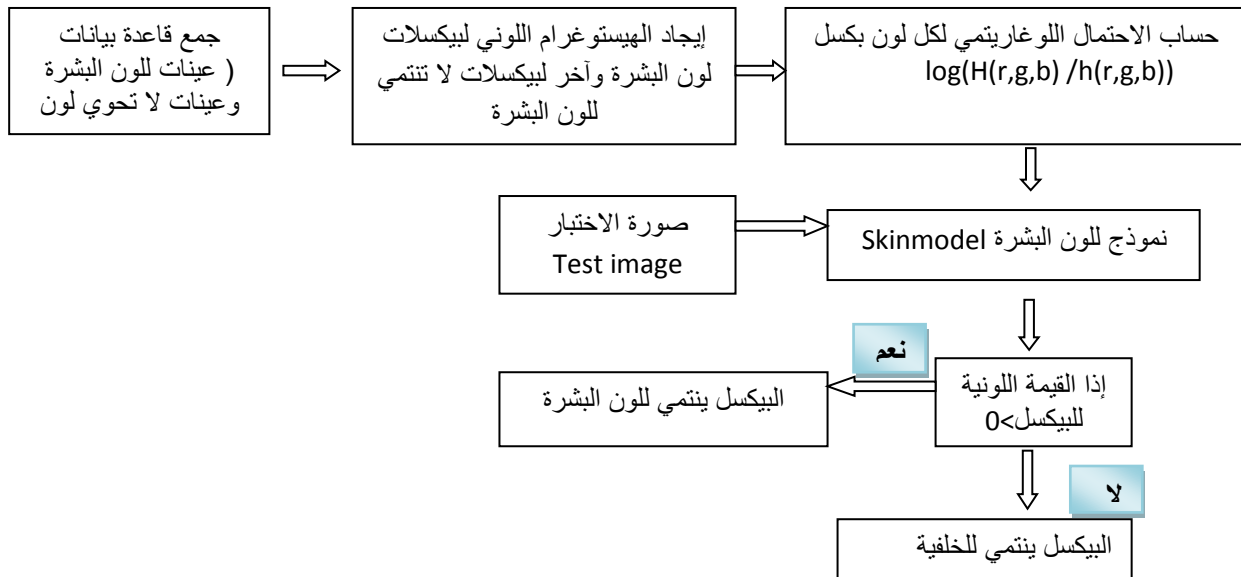 جمع قاعدة بيانات
( عينات للون البشرة
وعينات لا تحوي لون
إيجاد الهيستوغرام اللوني لبيكسلات
لون البشرة وآخر لبيكسلات لا تنتمي
للون البشرة
حساب الاحتمال اللوغاريتمي لكل لون بكسل
log(H(r,g,b) /h(r,g,b))
صورة الاختبار
Test image
نموذج للون البشرة Skinmodel
نعم
إذا القيمة اللونية
للبيكسل>0
البيكسل ينتمي للون البشرة
لا
البيكسل ينتمي للخلفية